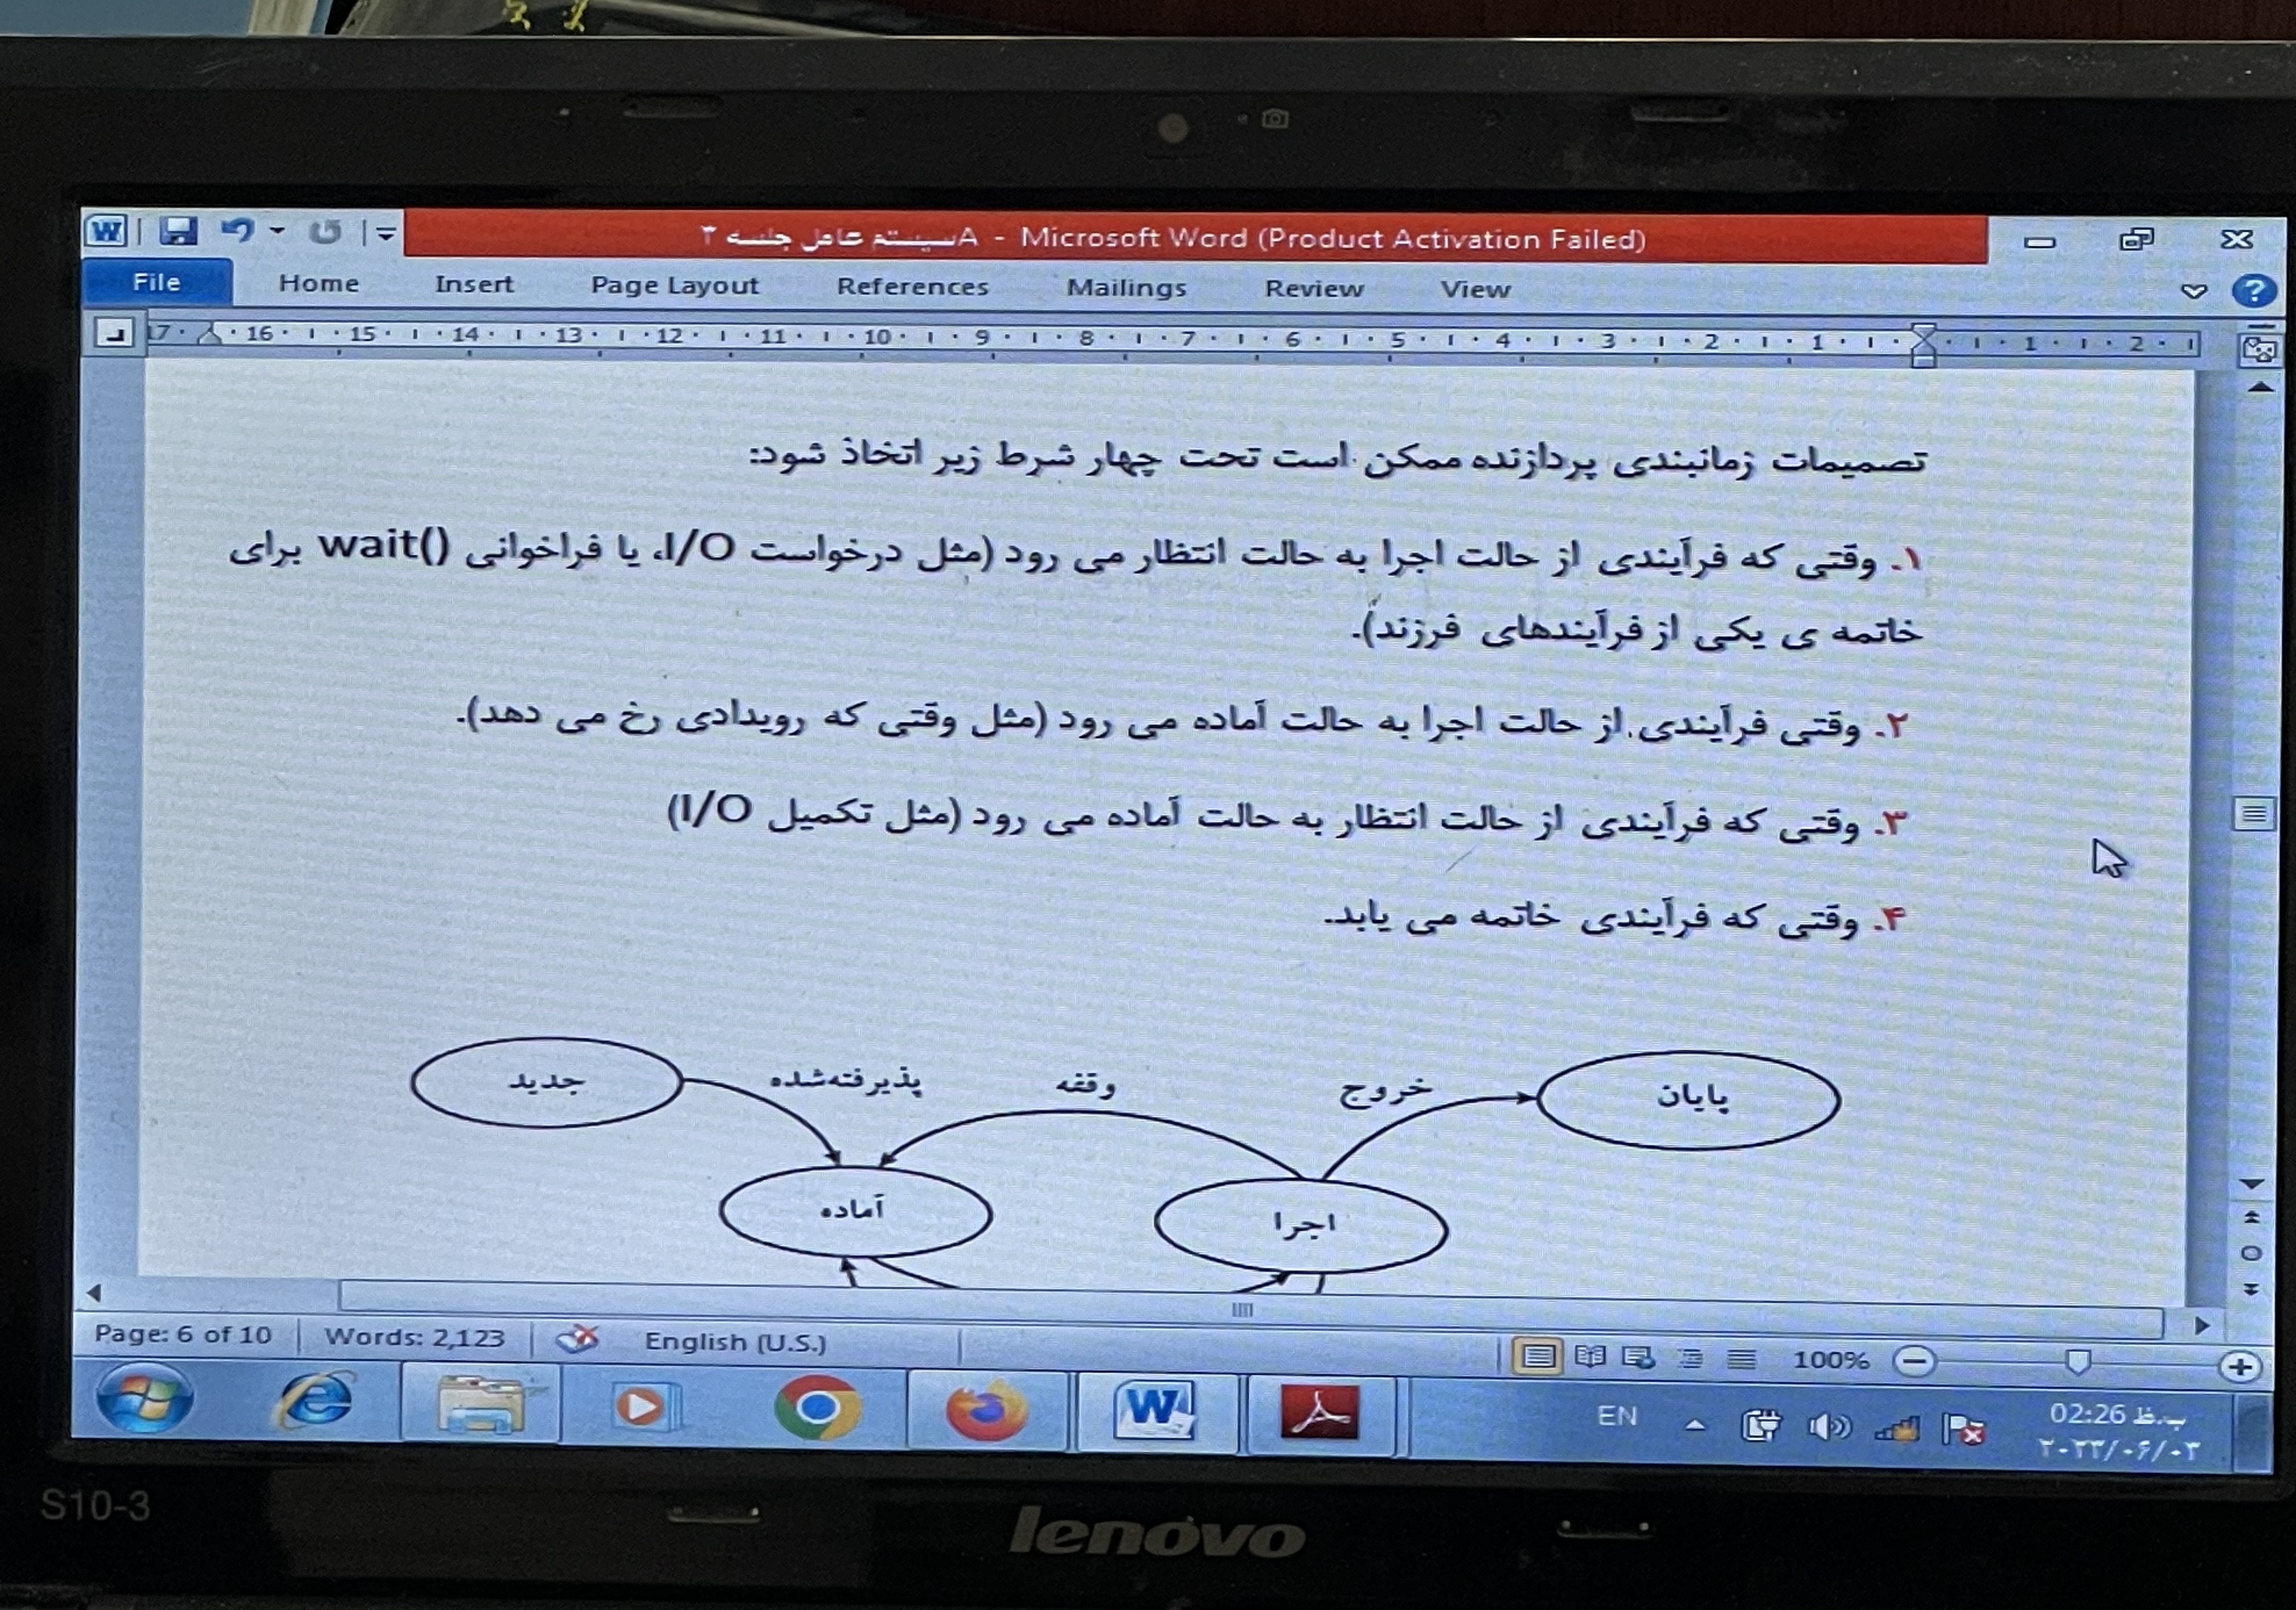 سیستم عامل جلسه ۳A - Microsoft Word (Product Activation Failed)
File Home Insert Page Layout References Mailings Review View
17 16 15 14 13 12 11 10 9 8 7 6 5 4 3 2 1 1 2
تصمیمات زمانبندی پردازنده ممکن است تحت چهار شرط زیر اتخاذ شود:
۱. وقتی که فرآیندی از حالت اجرا به حالت انتظار می رود (مثل درخواست I/O، یا فراخوانی wait() برای
خاتمه ی یکی از فرآیندهای فرزند).
۲. وقتی فرآیندی از حالت اجرا به حالت آماده می رود (مثل وقتی که رویدادی رخ می دهد).
۳. وقتی که فرآیندی از حالت انتظار به حالت آماده می رود (مثل تکمیل I/O)
۴. وقتی که فرآیندی خاتمه می یابد.
پایان خروج وقفه پذیرفته‌شده جدید
اجرا آماده
Page: 6 of 10 Words: 2,123 English (U.S.) 100%
EN 02:26 ب.ظ
۲۰۲۳/۰۶/۰۳
S10-3 lenovo